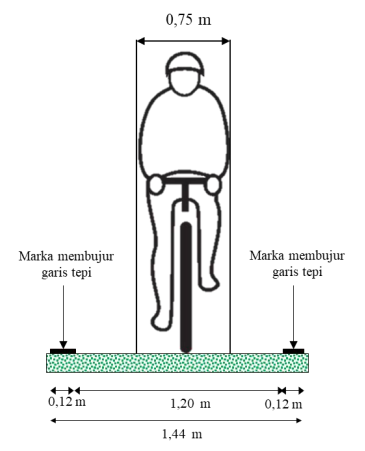 0,75 m
Marka membujur
garis tepi
Marka membujur
garis tepi
0,12 m
1,20 m
0,12 m
1,44 m